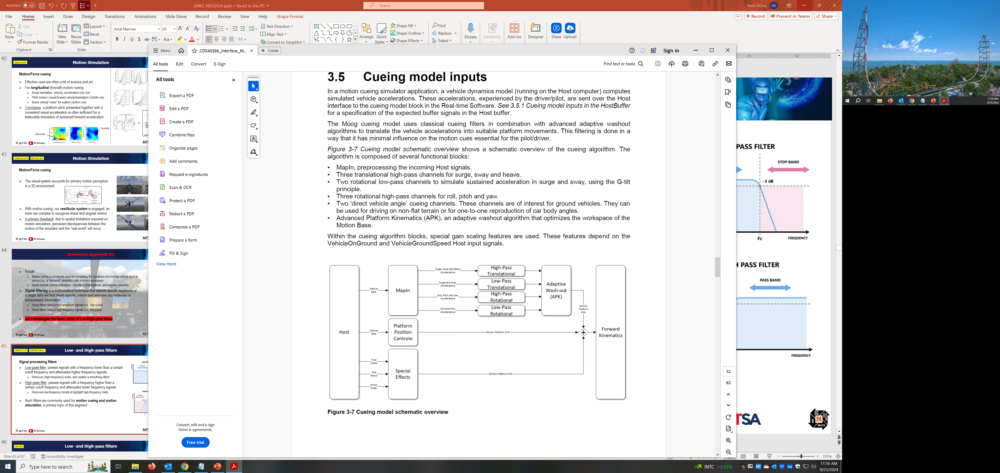 AutoSave Off
24W2_09252024.pptx • Saved to this PC
Search
Kevin Hulme HK
File Home Insert Draw Design Transitions Animations Slide Show Record Review View Help Shape Format
Record Present in Teams Share
Paste Cut Copy Format Painter
Clipboard
New Slide Reuse Slides Layout Reset Section
Slides
Arial Narrow 20
Text Direction
Align Text
Convert to SmartArt
Arrange Quick Styles Shape Fill Shape Outline Shape Effects
Find Replace Select
Dictate Sensitivity Add-ins Designer Share Upload
42
Motion Simulation
Motion/Force cueing
Effective cues are often a bit of science and art
For longitudinal (fore/aft) motion cueing:
Surge translation, velocity, acceleration (top row)
Pitch motion | visual forward velocity/translation (middle row)
Some vertical "noise" for realism (bottom row)
Conclusion: a platform pitch presented together with a
consistent visual acceleration is often sufficient for a
believable simulation of sustained forward acceleration
unfavorable
favorable
@IITSEC NTSAToday
43
Motion Simulation
Motion/Force cueing
The visual system accounts for primary motion perception
in a 3D environment
With motion cueing, our vestibular system is engaged; an
inner ear complex to recognize linear and angular motion
A primary drawback: due to spatial limitations imposed on
motion simulators, perceived discrepancies between the
motion of the simulator and the "real world" will occur
@IITSEC NTSAToday
44
Numerical approach #3
Recall:
Motion cueing is commonly used for simulating the dynamics of a moving vehicle upon a
device (i.e., a "hexapod" simulator) with a limited workspace
Inputs include vehicle orientation, velocities, accelerations, and angular velocities
Digital filtering is a mathematical technique that selects specific segments of
a larger data set that meets specific criteria and removes any irrelevant or
unnecessary information
Some filters remove high amplitude signals (i.e., high-pass)
Some filters remove high frequency signals (i.e., low-pass)
Let's investigate the basic utility of Low/High-pass filters
@IITSEC NTSAToday
45
Low- and High-pass filters
Signal processing filters
Low-pass filter: passes signals with a frequency lower than a certain
cutoff frequency and attenuates higher frequency signals
Removes (high-frequency) noise, and creates a smoothing effect
High-pass filter: passes signals with a frequency higher than a
certain cutoff frequency and attenuates lower frequency signals
Removes low-frequency trends to highlight high-frequency traits
Such filters are commonly used for motion cueing and motion
simulation, a primary topic of this segment
@IITSEC NTSAToday
46
Low- and High-pass filters
Slide 45 of 87 Accessibility: Investigate
Menu CDS45358_Interface_M... Create
Sign in
All tools Edit Convert E-Sign
Find text or tools
All tools
Export a PDF
Edit a PDF
Create a PDF
Combine files
Organize pages
Add comments
Request e-signatures
Scan & OCR
Protect a PDF
Redact a PDF
Compress a PDF
Prepare a form
Fill & Sign
View more
Convert, edit and e-sign
forms & agreements.
Free trial
3.5 Cueing model inputs
In a motion cueing simulator application, a vehicle dynamics model (running on the Host computer) computes
simulated vehicle accelerations. These accelerations, experienced by the driver/pilot, are sent over the Host
interface to the cueing model block in the Real-time Software. See 3.5.1 Cueing model inputs in the HostBuffer
for a specification of the expected buffer signals in the Host buffer.
The Moog cueing model uses classical cueing filters in combination with advanced adaptive washout
algorithms to translate the vehicle accelerations into suitable platform movements. This filtering is done in a
way that it has minimal influence on the motion cues essential for the pilot/driver.
Figure 3-7 Cueing model schematic overview shows a schematic overview of the cueing algorithm. The
algorithm is composed of several functional blocks:
• MapIn, preprocessing the incoming Host signals.
• Three translational high-pass channels for surge, sway and heave.
• Two rotational low-pass channels to simulate sustained acceleration in surge and sway, using the G-tilt
principle.
• Three rotational high-pass channels for roll, pitch and yaw.
• Two ‘direct vehicle angle’ cueing channels. These channels are of interest for ground vehicles. They can
be used for driving on non-flat terrain or for one-to-one reproduction of car body angles.
• Advanced Platform Kinematics (APK), an adaptive washout algorithm that optimizes the workspace of the
Motion Base.
Within the cueing algorithm blocks, special gain scaling features are used. These features depend on the
VehicleOnGround and VehicleGroundSpeed Host input signals.
Host
Vehicle Data
MapIn
Surge, Sway and Heave Accelerations
High-Pass Translational
Surge and Sway Accelerations
Low-Pass Translational
Roll, Pitch and Yaw Accelerations
High-Pass Rotational
Roll and Pitch Accelerations
Low-Pass Rotational
Adaptive Wash-out (APK)
Motion Platform PVA
Vehicle Data
Platform Position Controle
Motion Platform PVA
Forward Kinematics
Time Traces
Sine Wave
White Noise
Special Effects
Motion Platform PVA
Figure 3-7 Cueing model schematic overview
32
62
11 12
PASS FILTER
STOP BAND
-3 dB
Fc FREQUENCY
PASS FILTER
PASS BAND
FREQUENCY
TSA
24
INDUSTRY
151%
Type here to search
INTC +3.03%
11:56 AM
9/25/2024
11:56 AM
9/25/2024